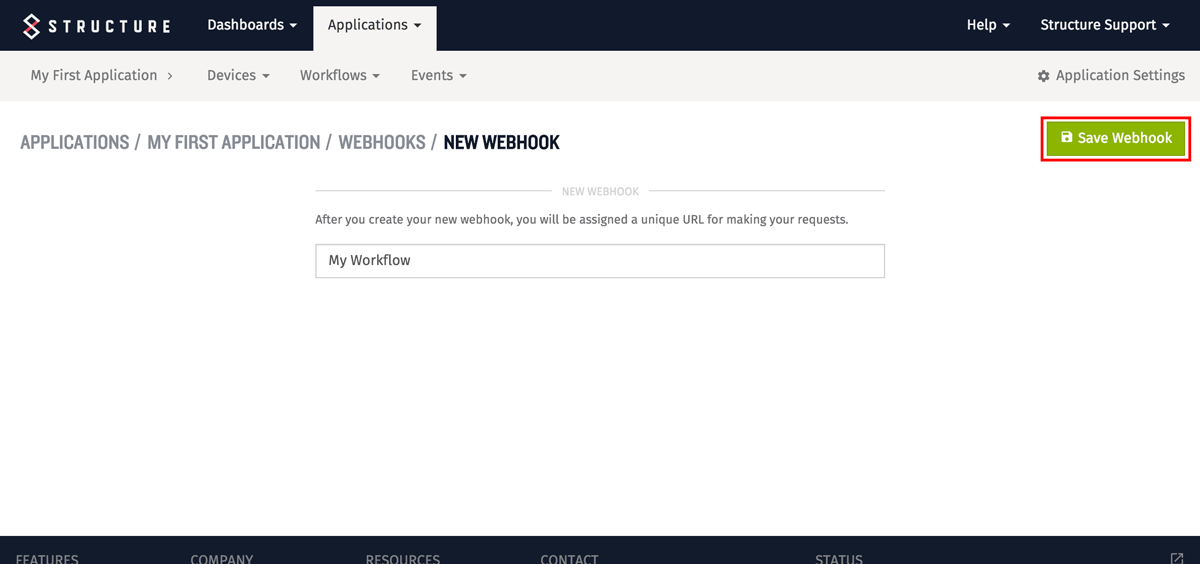 STRUCTURE Dashboards Applications Help Structure Support
My First Application Devices Workflows Events Application Settings
APPLICATIONS / MY FIRST APPLICATION / WEBHOOKS / NEW WEBHOOK Save Webhook
NEW WEBHOOK
After you create your new webhook, you will be assigned a unique URL for making your requests.
My Workflow
FEATURES COMPANY RESOURCES CONTACT STATUS